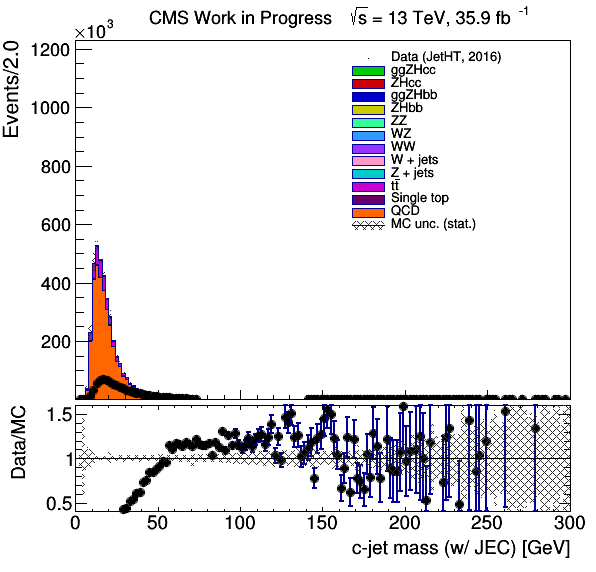 CMS Work in Progress √s = 13 TeV, 35.9 fb -1
×10³
Events/2.0
1200
1000
800
600
400
200
Data (JetHT, 2016)
ggZHcc
ZHcc
ggZHbb
ZHbb
ZZ
WZ
WW
W + jets
Z + jets
tt̄
Single top
QCD
MC unc. (stat.)
Data/MC
1.5
1
0.5
0 50 100 150 200 250 300
c-jet mass (w/ JEC) [GeV]